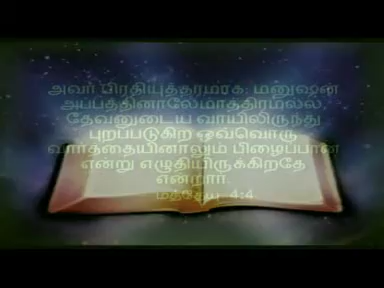 அவர் பிரதியுத்தரமாக: மனுஷன்
அப்பத்தினாலேமாத்திரமல்ல,
தேவனுடைய வாயிலிருந்து
புறப்படுகிற ஒவ்வொரு
வார்த்தையினாலும் பிழைப்பான்
என்று எழுதியிருக்கிறதே
என்றார்.
மத்தேயு 4:4